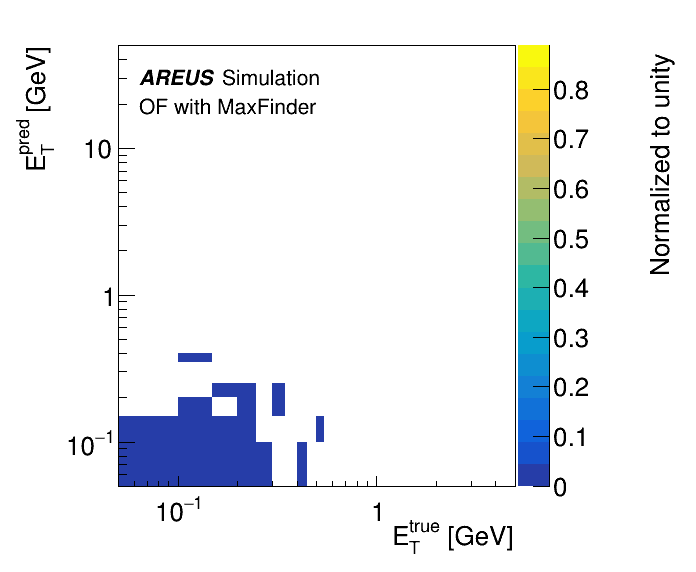 AREUS Simulation
OF with MaxFinder
E_T^pred [GeV]
10
1
10^−1
10^−1
1
E_T^true [GeV]
0.8
0.7
0.6
0.5
0.4
0.3
0.2
0.1
0
Normalized to unity